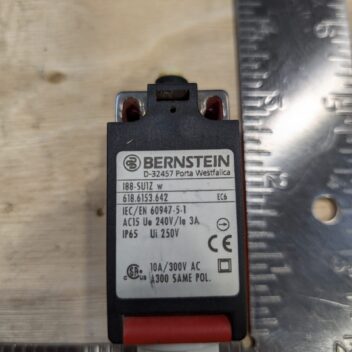 BERNSTEIN
D-32457 Porta Westfalica
I88-SU1Z w
618.6153.642 EC6
IEC/EN 60947-5-1
AC15 Ue 240V/Ie 3A
IP65 Ui 250V
CE
10A/300V AC
A300 SAME POL.